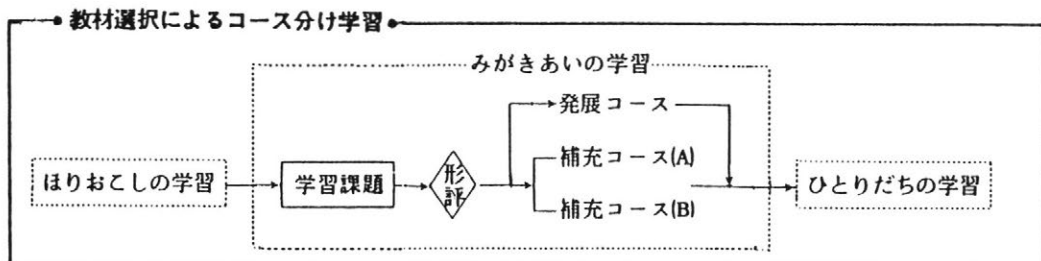 教材選択によるコース分け学習
みがきあいの学習
発展コース
補充コース(A)
ほりおこしの学習
学習課題
形評
ひとりだちの学習
補充コース(B)